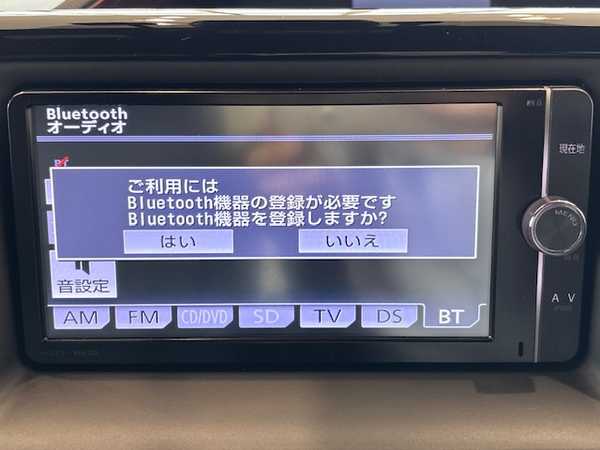 Bluetooth
オーディオ
BT
ご利用には
Bluetooth機器の登録が必要です
Bluetooth機器を登録しますか?
はい
いいえ
音設定
AM
FM
CD/DVD
SD
TV
DS
BT
現在地
MENU
A V